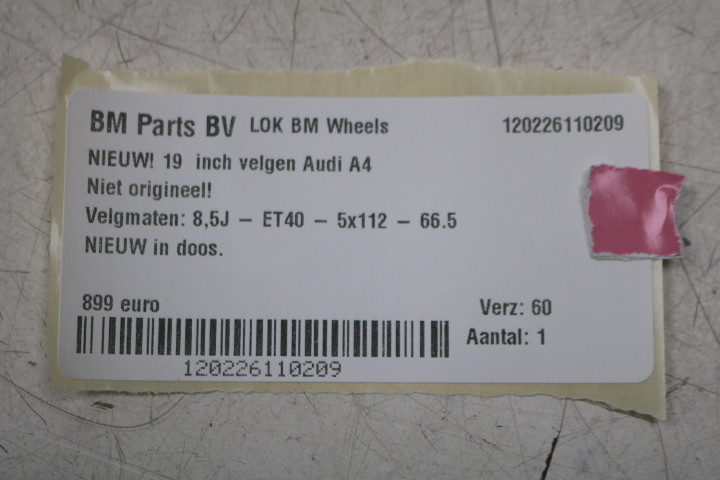 BM Parts BV LOK BM Wheels 120226110209
NIEUW! 19 inch velgen Audi A4
Niet origineel!
Velgmaten: 8,5J – ET40 – 5x112 – 66.5
NIEUW in doos.
899 euro Verz: 60
Aantal: 1
120226110209